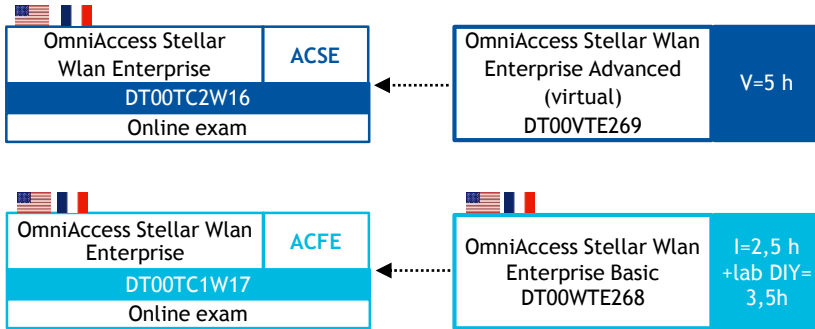 OmniAccess Stellar
Wlan Enterprise
ACSE
DT00TC2W16
Online exam
OmniAccess Stellar Wlan
Enterprise Advanced
(virtual)
DT00VTE269
V=5 h
OmniAccess Stellar Wlan
Enterprise
ACFE
DT00TC1W17
Online exam
OmniAccess Stellar Wlan
Enterprise Basic
DT00WTE268
I=2,5 h
+lab DIY=
3,5h